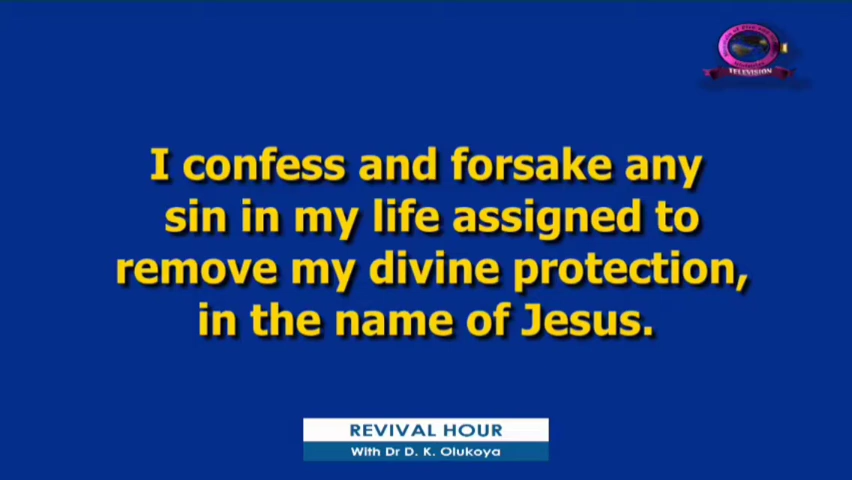 TELEVISION
I confess and forsake any
sin in my life assigned to
remove my divine protection,
in the name of Jesus.
REVIVAL HOUR
With Dr D. K. Olukoya